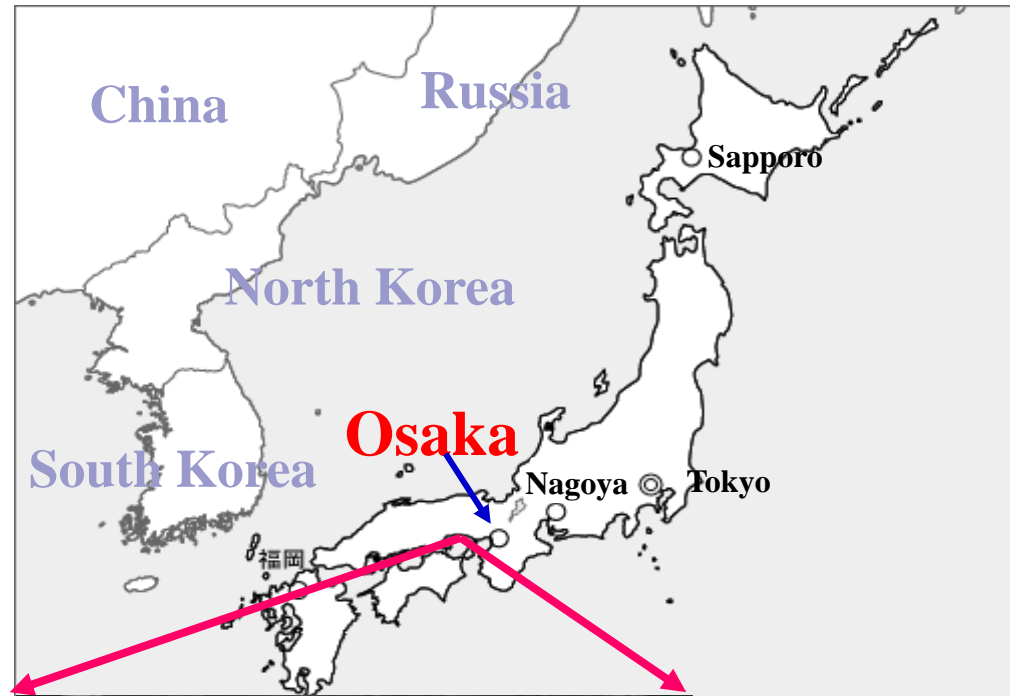 China
Russia
Sapporo
North Korea
Osaka
South Korea
Nagoya
Tokyo
福岡